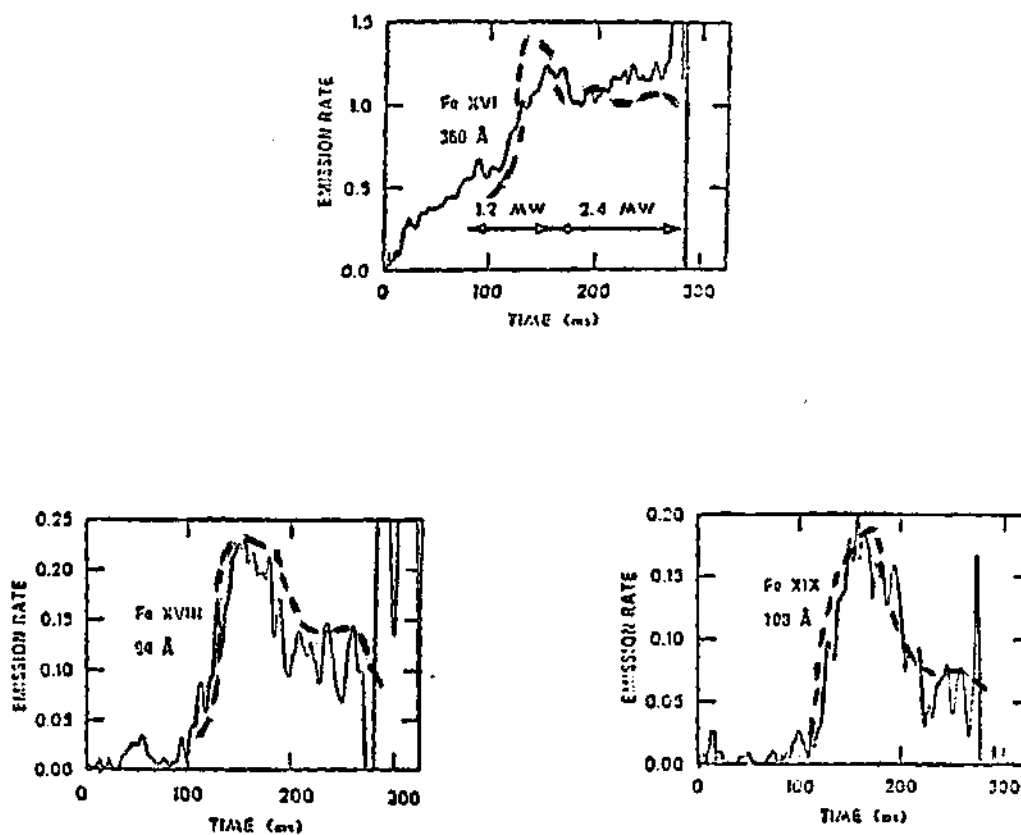 1.5
1.0
0.5
0.0
EMISSION RATE
Fe XVI
360 Å
1.2 MW
2.4 MW
0 100 200 300
TIME (ms)
0.25
0.20
0.15
0.10
0.05
0.00
EMISSION RATE
Fe XVIII
94 Å
0 100 200 300
TIME (ms)
0.20
0.15
0.10
0.05
0.00
EMISSION RATE
Fe XIX
108 Å
0 100 200 300
TIME (ms)